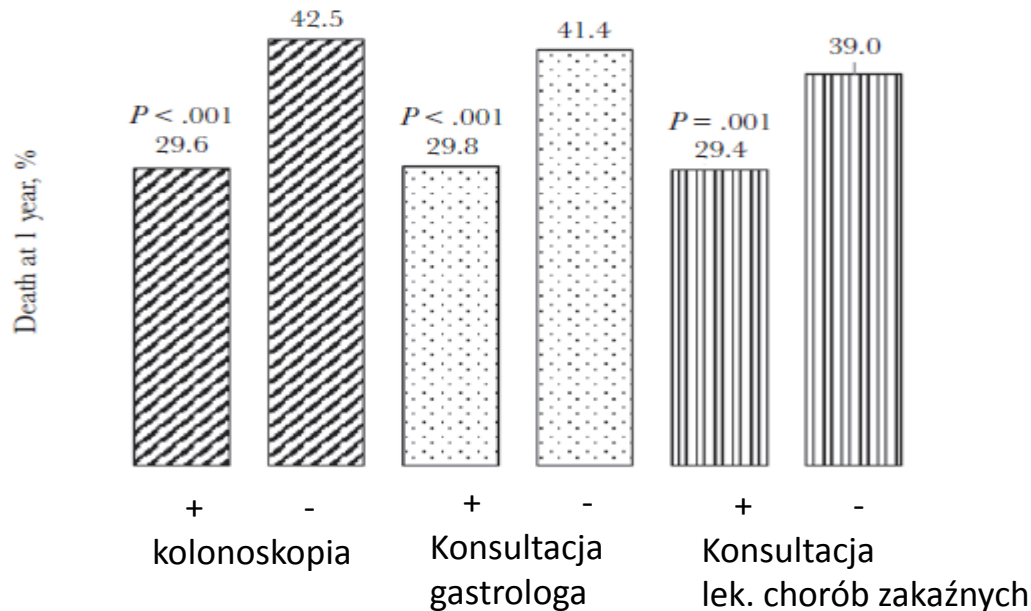 42.5
41.4
39.0
P < .001
29.6
P < .001
29.8
P = .001
29.4
Death at 1 year, %
+ - + - + -
kolonoskopia
Konsultacja
gastrologa
Konsultacja
lek. chorób zakaźnych